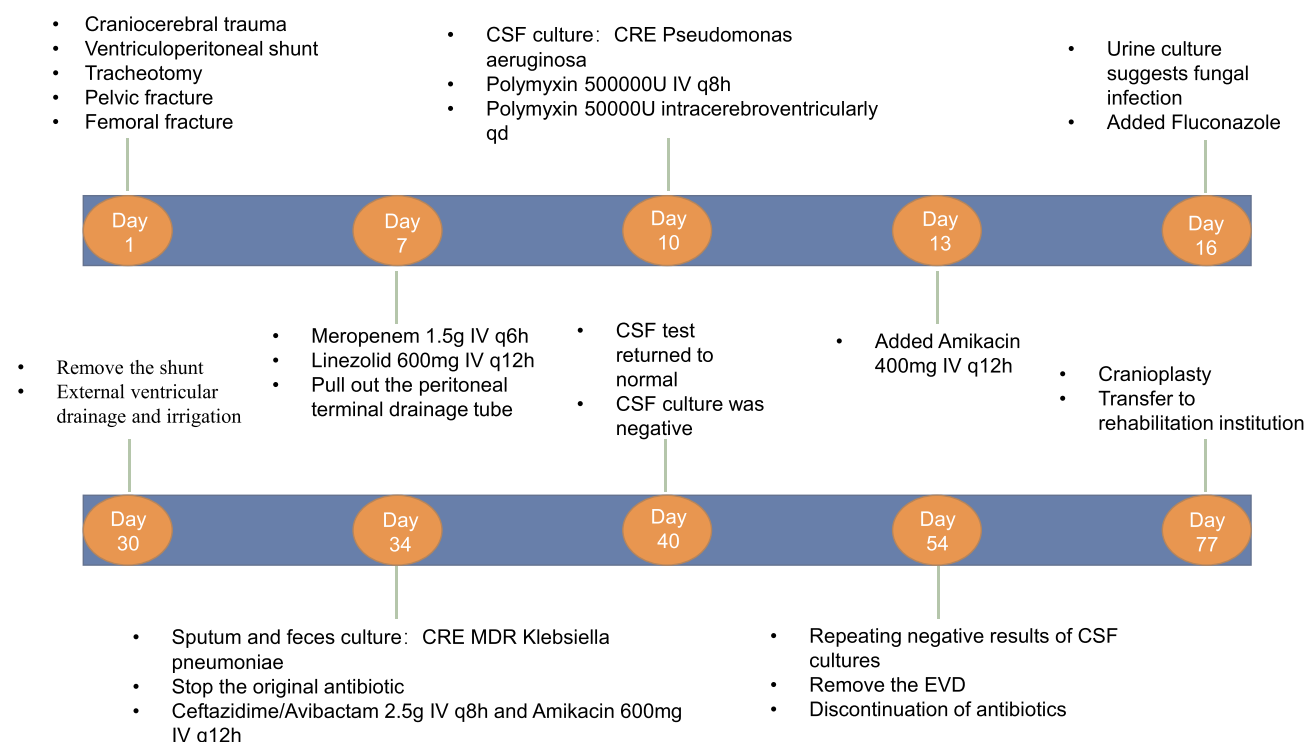 • Craniocerebral trauma
• Ventriculoperitoneal shunt
• Tracheotomy
• Pelvic fracture
• Femoral fracture
• CSF culture： CRE Pseudomonas
aeruginosa
• Polymyxin 500000U IV q8h
• Polymyxin 50000U intracerebroventricularly
qd
• Urine culture
suggests fungal
infection
• Added Fluconazole
Day
1
Day
7
Day
10
Day
13
Day
16
• Meropenem 1.5g IV q6h
• Linezolid 600mg IV q12h
• Pull out the peritoneal
terminal drainage tube
• Added Amikacin
400mg IV q12h
• Remove the shunt
• External ventricular
drainage and irrigation
• CSF test
returned to
normal
• CSF culture was
negative
• Cranioplasty
• Transfer to
rehabilitation institution
Day
30
Day
34
Day
40
Day
54
Day
77
• Sputum and feces culture： CRE MDR Klebsiella
pneumoniae
• Stop the original antibiotic
• Ceftazidime/Avibactam 2.5g IV q8h and Amikacin 600mg
IV q12h
• Repeating negative results of CSF
cultures
• Remove the EVD
• Discontinuation of antibiotics